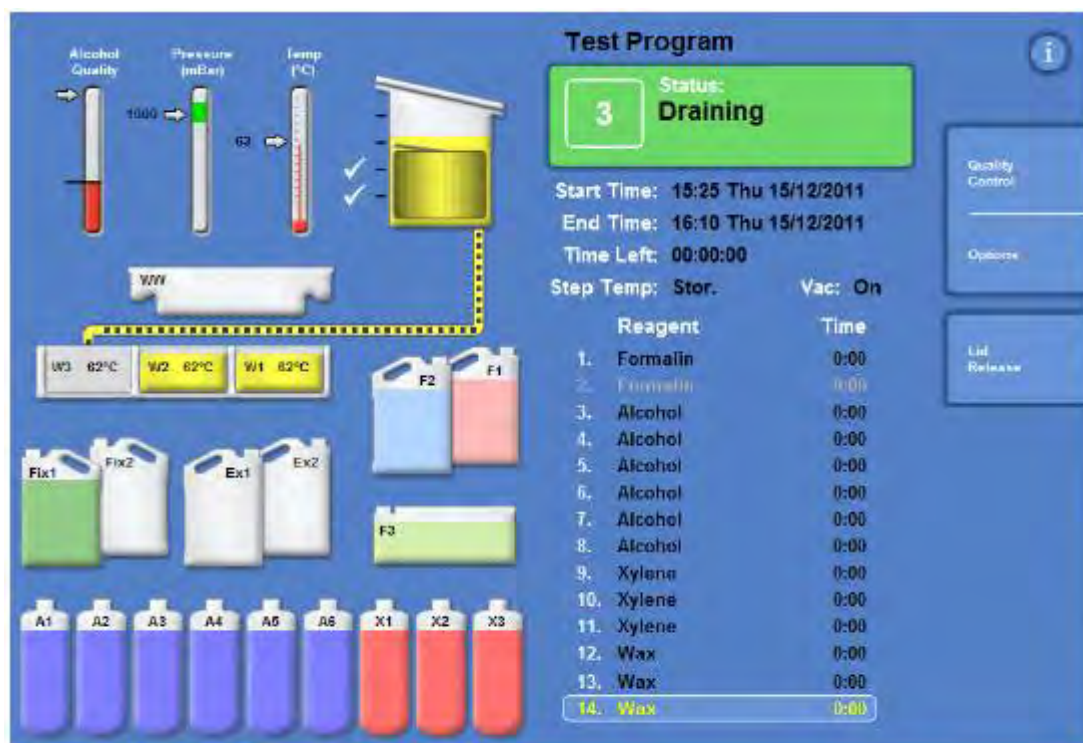 Alcohol Quality
Pressure (mBar)
Temp (°C)
1000
62
WW
W3 62°C
W2 62°C
W1 62°C
F2
F1
Fix1
Fix2
Ex1
Ex2
F3
A1
A2
A3
A4
A5
A6
X1
X2
X3
Test Program
i
3
Status:
Draining
Start Time: 15:25 Thu 15/12/2011
End Time: 16:10 Thu 15/12/2011
Time Left: 00:00:00
Step Temp: Stor. Vac: On
Reagent Time
1. Formalin 0:00
2. Formalin 0:00
3. Alcohol 0:00
4. Alcohol 0:00
5. Alcohol 0:00
6. Alcohol 0:00
7. Alcohol 0:00
8. Alcohol 0:00
9. Xylene 0:00
10. Xylene 0:00
11. Xylene 0:00
12. Wax 0:00
13. Wax 0:00
14. Wax 0:00
Quality
Control
Options
Lid
Release